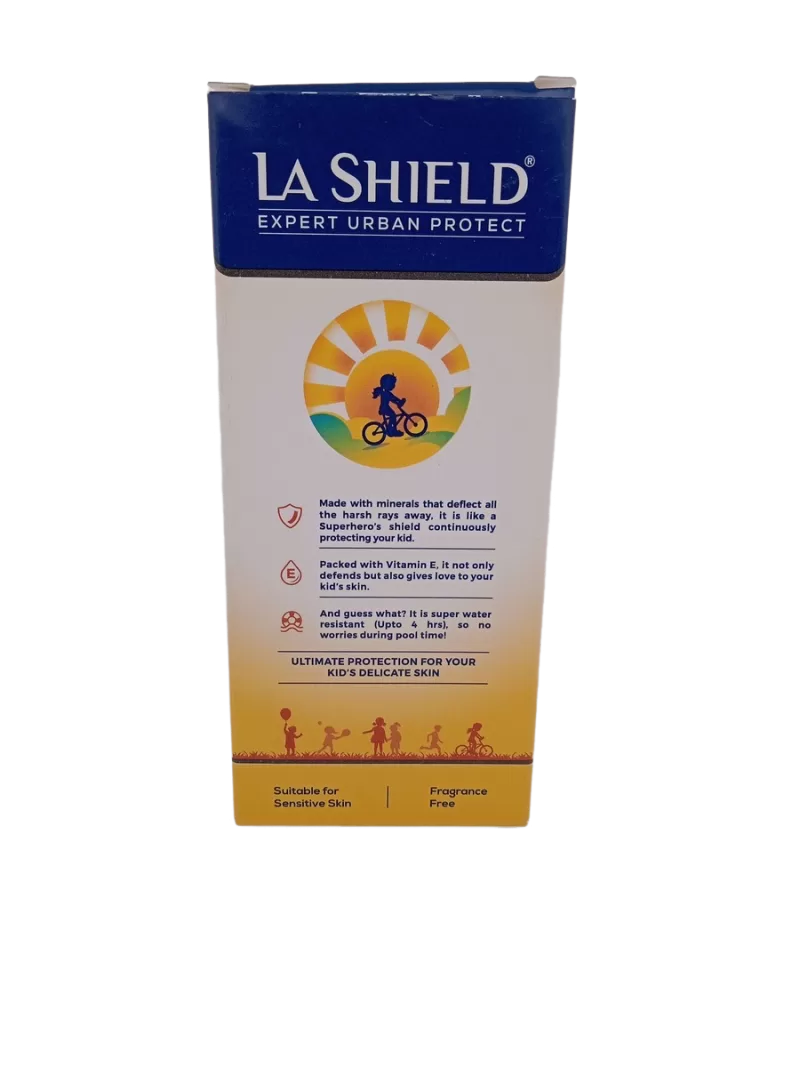 LA SHIELD®
EXPERT URBAN PROTECT
Made with minerals that deflect all
the harsh rays away, it is like a
Superhero's shield continuously
protecting your kid.
E
Packed with Vitamin E, it not only
defends but also gives love to your
kid's skin.
And guess what? It is super water
resistant (Upto 4 hrs), so no
worries during pool time!
ULTIMATE PROTECTION FOR YOUR
KID'S DELICATE SKIN
Suitable for
Sensitive Skin
Fragrance
Free